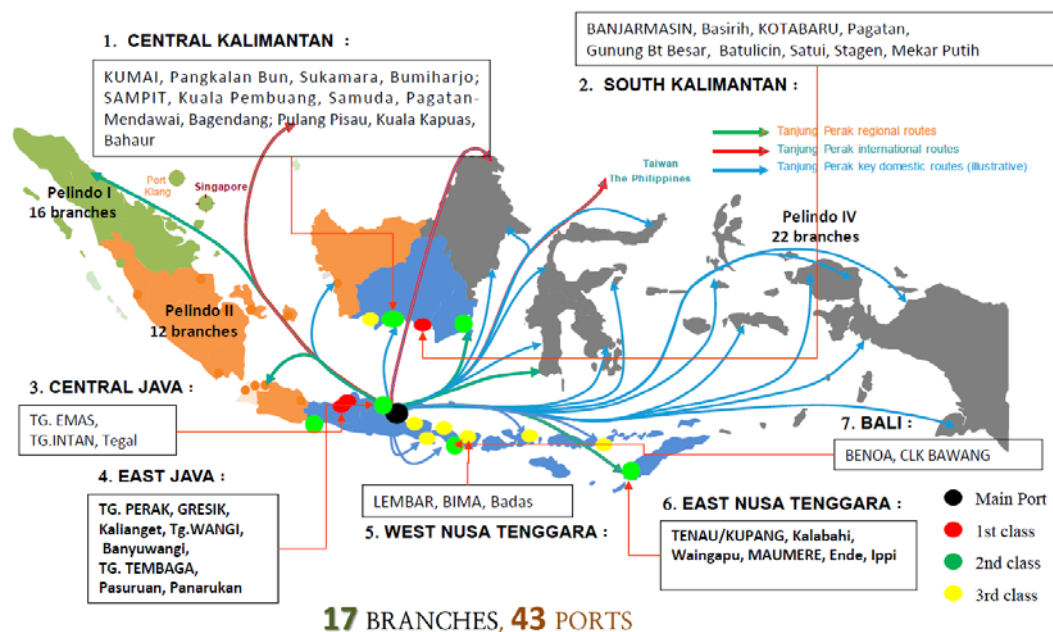 1. CENTRAL KALIMANTAN :
KUMAI, Pangkalan Bun, Sukamara, Bumiharjo;
SAMPIT, Kuala Pembuang, Samuda, Pagatan-
Mendawai, Bagendang; Pulang Pisau, Kuala Kapuas,
Bahaur
BANJARMASIN, Basirih, KOTABARU, Pagatan,
Gunung Bt Besar, Batulicin, Satui, Stagen, Mekar Putih
2. SOUTH KALIMANTAN :
Tanjung Perak regional routes
Tanjung Perak international routes
Tanjung Perak key domestic routes (illustrative)
Taiwan
The Philippines
Port
Klang
Singapore
Pelindo I
16 branches
Pelindo IV
22 branches
Pelindo II
12 branches
3. CENTRAL JAVA :
TG. EMAS,
TG.INTAN, Tegal
4. EAST JAVA :
TG. PERAK, GRESIK,
Kalianget, Tg.WANGI,
Banyuwangi,
TG. TEMBAGA,
Pasuruan, Panarukan
LEMBAR, BIMA, Badas
5. WEST NUSA TENGGARA :
7. BALI :
BENOA, CLK BAWANG
6. EAST NUSA TENGGARA :
TENAU/KUPANG, Kalabahi,
Waingapu, MAUMERE, Ende, Ippi
Main Port
1st class
2nd class
3rd class
17 BRANCHES, 43 PORTS